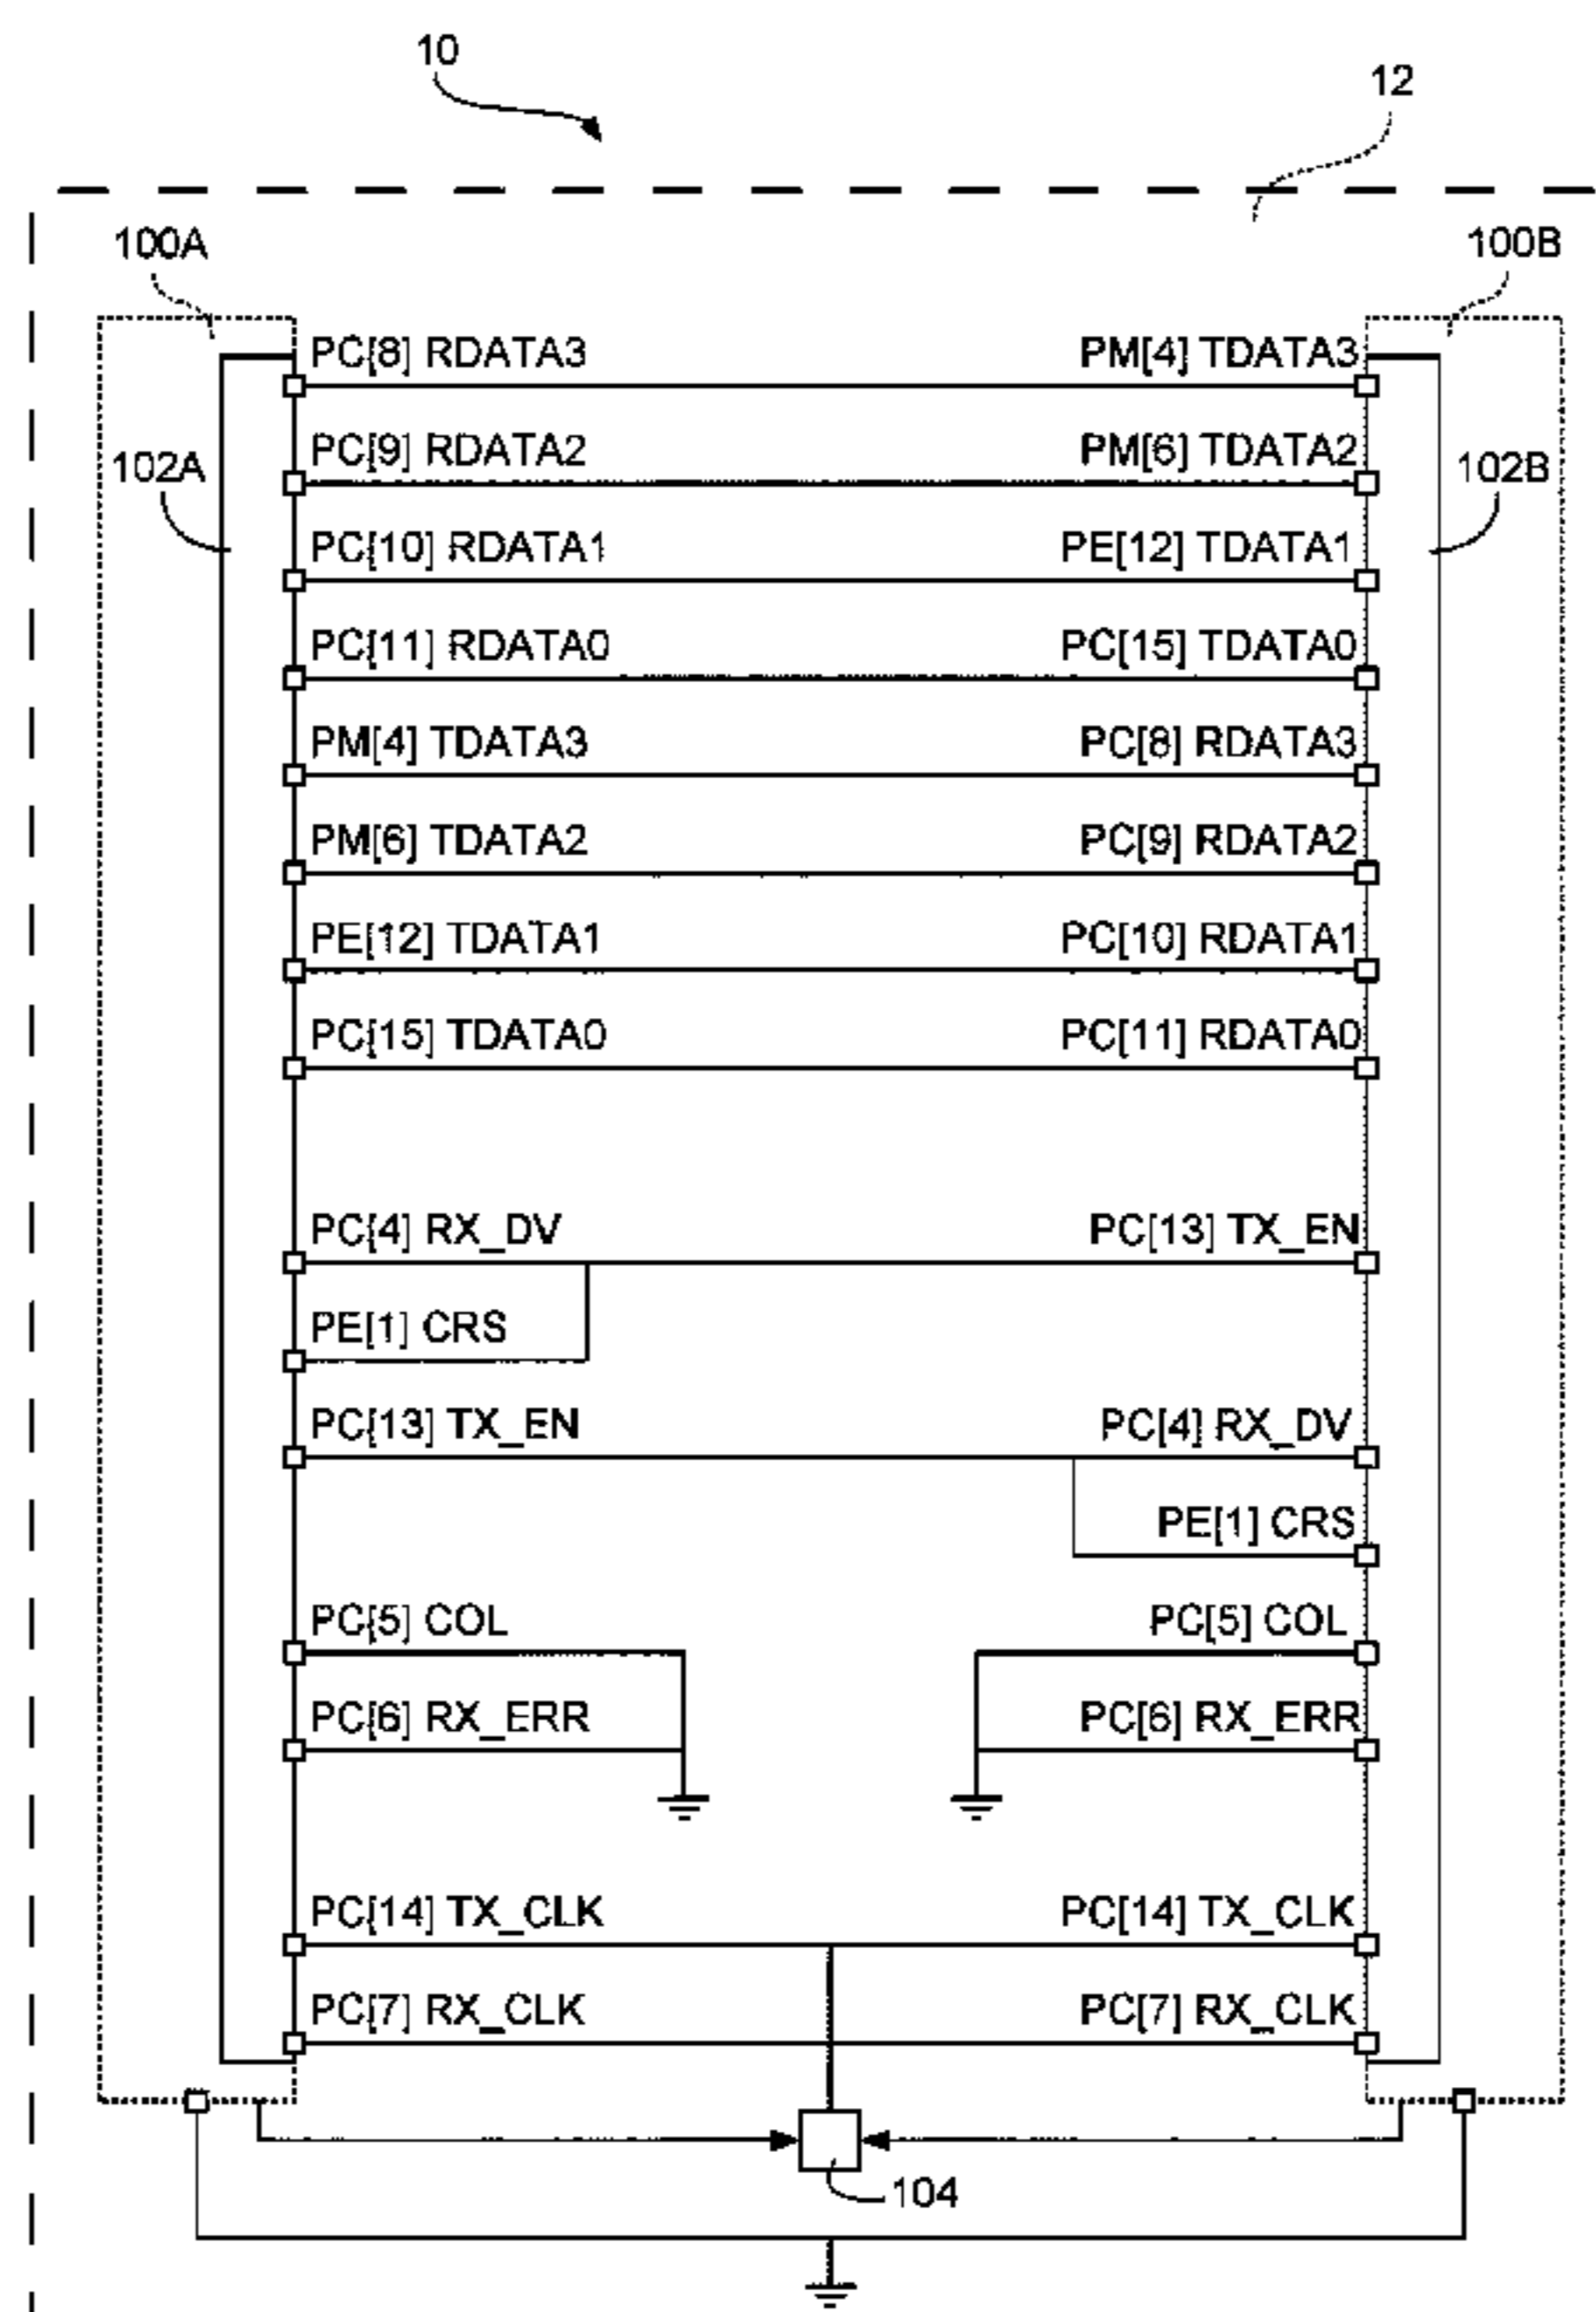 10
12
100A
100B
PC[8] RDATA3 PM[4] TDATA3
102A
102B
PC[9] RDATA2 PM[6] TDATA2
PC[10] RDATA1 PE[12] TDATA1
PC[11] RDATA0 PC[15] TDATA0
PM[4] TDATA3 PC[8] RDATA3
PM[6] TDATA2 PC[9] RDATA2
PE[12] TDATA1 PC[10] RDATA1
PC[15] TDATA0 PC[11] RDATA0
PC[4] RX_DV PC[13] TX_EN
PE[1] CRS
PC[13] TX_EN PC[4] RX_DV
PE[1] CRS
PC[5] COL PC[5] COL
PC[6] RX_ERR PC[6] RX_ERR
PC[14] TX_CLK PC[14] TX_CLK
PC[7] RX_CLK PC[7] RX_CLK
104